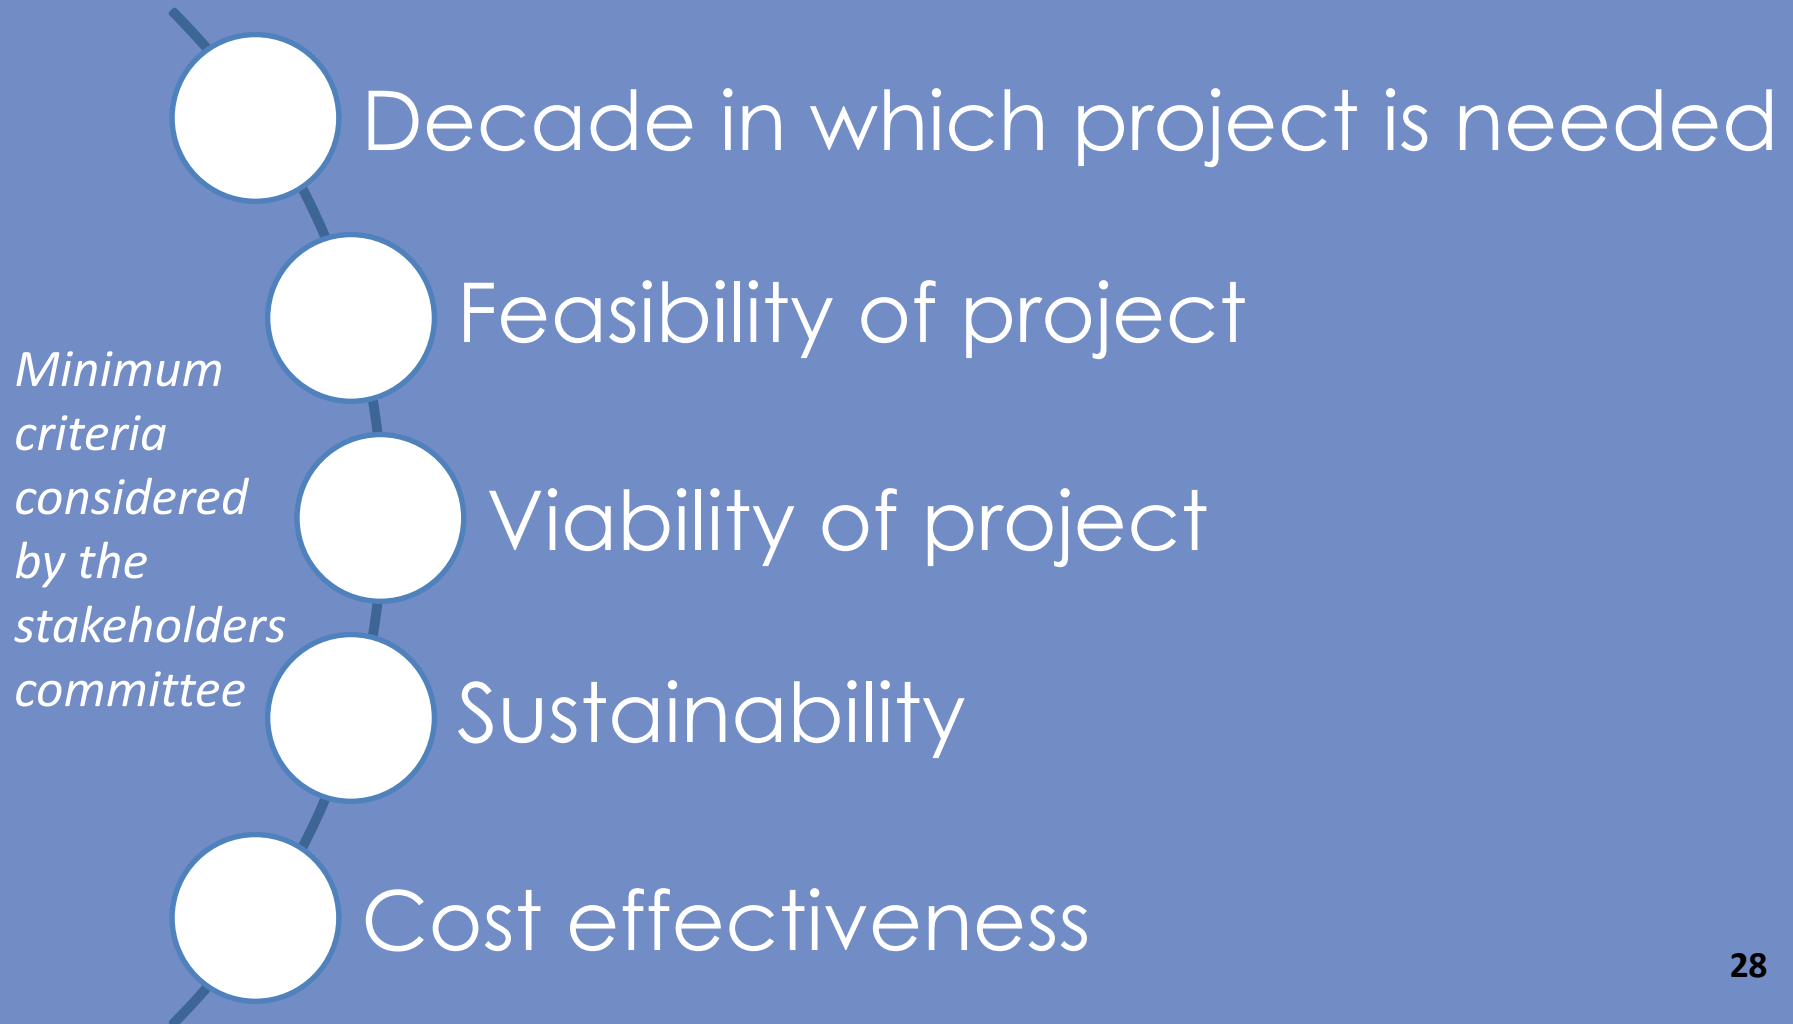 Minimum
criteria
considered
by the
stakeholders
committee
Decade in which project is needed
Feasibility of project
Viability of project
Sustainability
Cost effectiveness
28